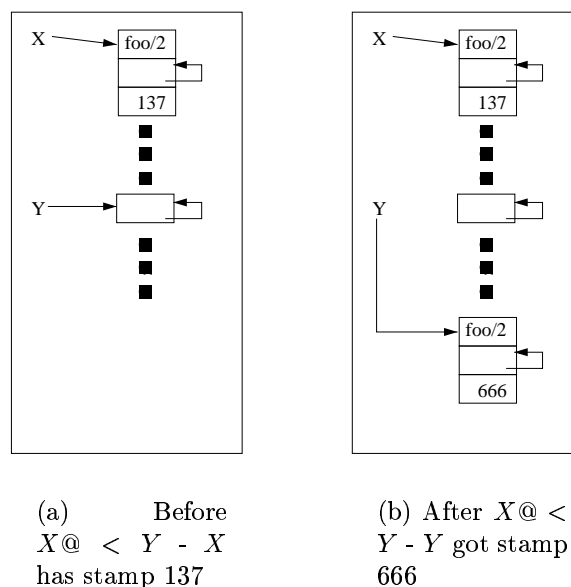 X
foo/2
137
Y
X
foo/2
137
Y
foo/2
666
(a) Before
X@ < Y - X
has stamp 137
(b) After X@ <
Y - Y got stamp
666